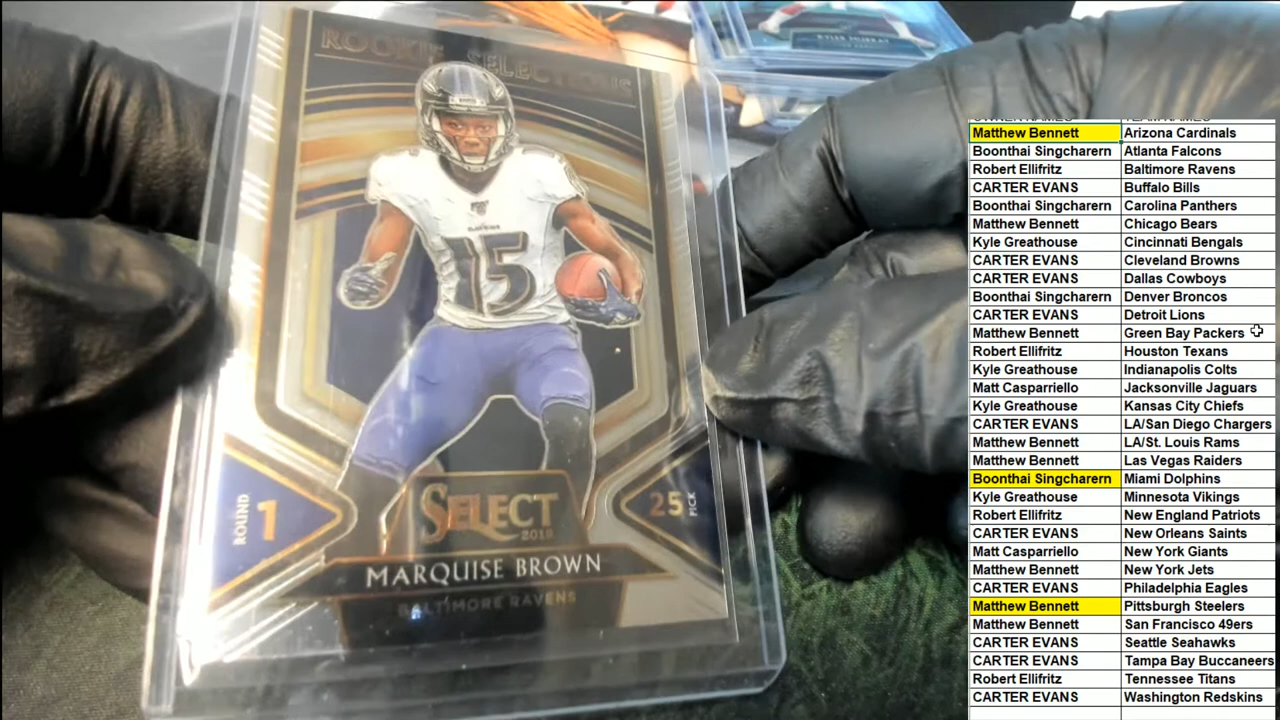 KYLER MURRAY
ROOKIE SELECTIONS
15
RAVENS
ROUND 1
25 PICK
SELECT
2019
MARQUISE BROWN
BALTIMORE RAVENS
OWNER NAMES TEAM NAMES
Matthew Bennett Arizona Cardinals
Boonthai Singcharern Atlanta Falcons
Robert Ellifritz Baltimore Ravens
CARTER EVANS Buffalo Bills
Boonthai Singcharern Carolina Panthers
Matthew Bennett Chicago Bears
Kyle Greathouse Cincinnati Bengals
CARTER EVANS Cleveland Browns
CARTER EVANS Dallas Cowboys
Boonthai Singcharern Denver Broncos
CARTER EVANS Detroit Lions
Matthew Bennett Green Bay Packers
Robert Ellifritz Houston Texans
Kyle Greathouse Indianapolis Colts
Matt Casparriello Jacksonville Jaguars
Kyle Greathouse Kansas City Chiefs
CARTER EVANS LA/San Diego Chargers
Matthew Bennett LA/St. Louis Rams
Matthew Bennett Las Vegas Raiders
Boonthai Singcharern Miami Dolphins
Kyle Greathouse Minnesota Vikings
Robert Ellifritz New England Patriots
CARTER EVANS New Orleans Saints
Matt Casparriello New York Giants
Matthew Bennett New York Jets
CARTER EVANS Philadelphia Eagles
Matthew Bennett Pittsburgh Steelers
Matthew Bennett San Francisco 49ers
CARTER EVANS Seattle Seahawks
CARTER EVANS Tampa Bay Buccaneers
Robert Ellifritz Tennessee Titans
CARTER EVANS Washington Redskins